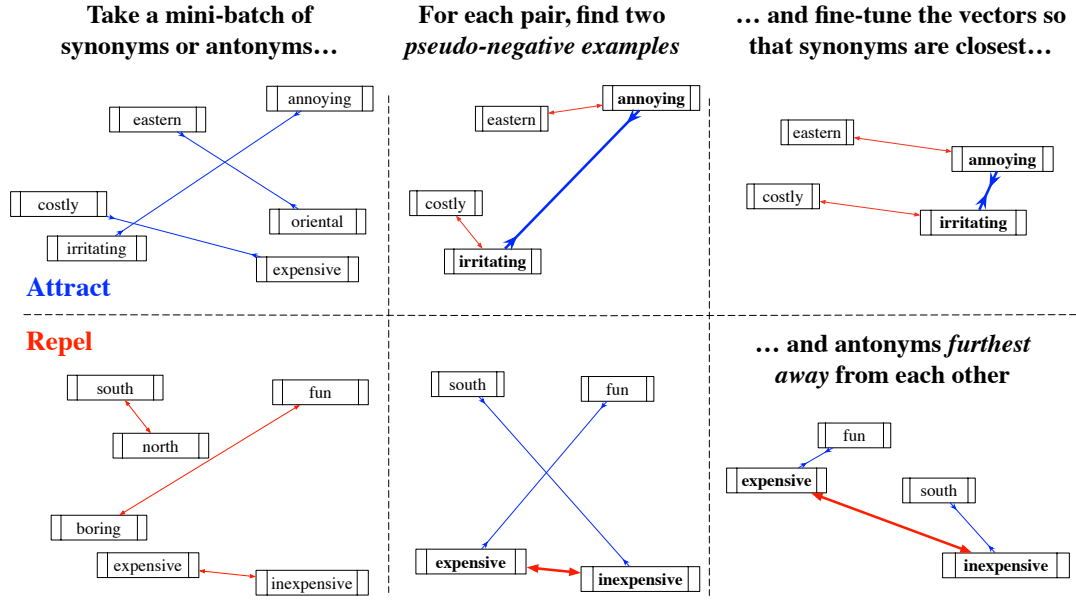 Take a mini-batch of
synonyms or antonyms…
For each pair, find two
pseudo-negative examples
… and fine-tune the vectors so
that synonyms are closest…
annoying
eastern
costly
oriental
irritating
expensive
Attract
annoying
eastern
costly
irritating
eastern
annoying
costly
irritating
Repel
south
fun
north
boring
expensive
inexpensive
south
fun
expensive
inexpensive
… and antonyms furthest
away from each other
fun
expensive
south
inexpensive